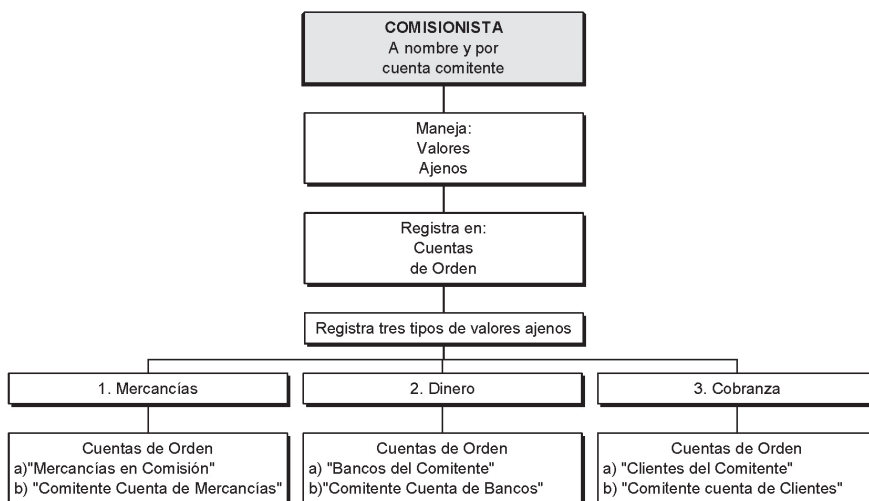 COMISIONISTA
A nombre y por
cuenta comitente
Maneja:
Valores
Ajenos
Registra en:
Cuentas
de Orden
Registra tres tipos de valores ajenos
1. Mercancías
2. Dinero
3. Cobranza
Cuentas de Orden
a)"Mercancías en Comisión"
b) "Comitente Cuenta de Mercancías"
Cuentas de Orden
a) "Bancos del Comitente"
b)"Comitente Cuenta de Bancos"
Cuentas de Orden
a) "Clientes del Comitente"
b) "Comitente cuenta de Clientes"